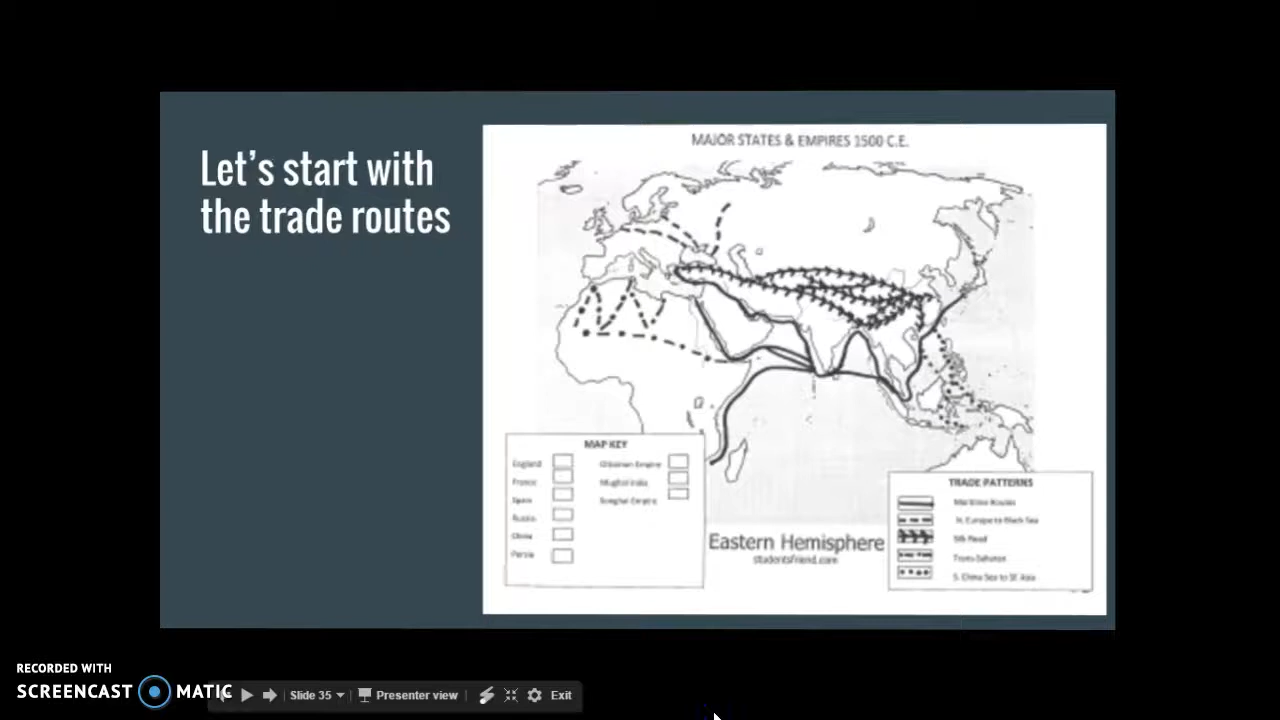 Let's start with
the trade routes
MAJOR STATES & EMPIRES 1500 C.E.
MAP KEY
England
France
Spain
Russia
China
Persia
Ottoman Empire
Mughal India
Songhai Empire
TRADE PATTERNS
Maritime Routes
N. Europe to Black Sea
Silk Road
Trans-Saharan
S. China Sea to SE Asia
Eastern Hemisphere
studentsfriend.com
RECORDED WITH
SCREENCAST MATIC
Slide 35
Presenter view
Exit